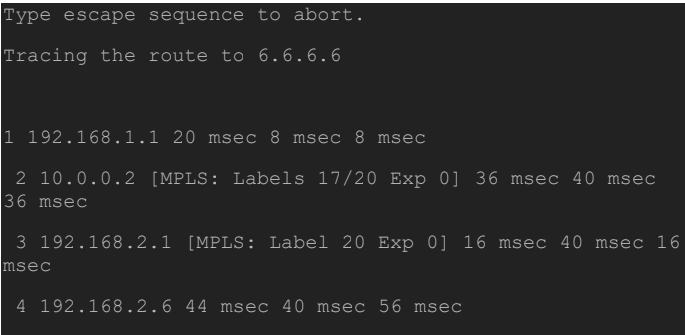 Type escape sequence to abort.
Tracing the route to 6.6.6.6
1 192.168.1.1 20 msec 8 msec 8 msec
2 10.0.0.2 [MPLS: Labels 17/20 Exp 0] 36 msec 40 msec
36 msec
3 192.168.2.1 [MPLS: Label 20 Exp 0] 16 msec 40 msec 16
msec
4 192.168.2.6 44 msec 40 msec 56 msec